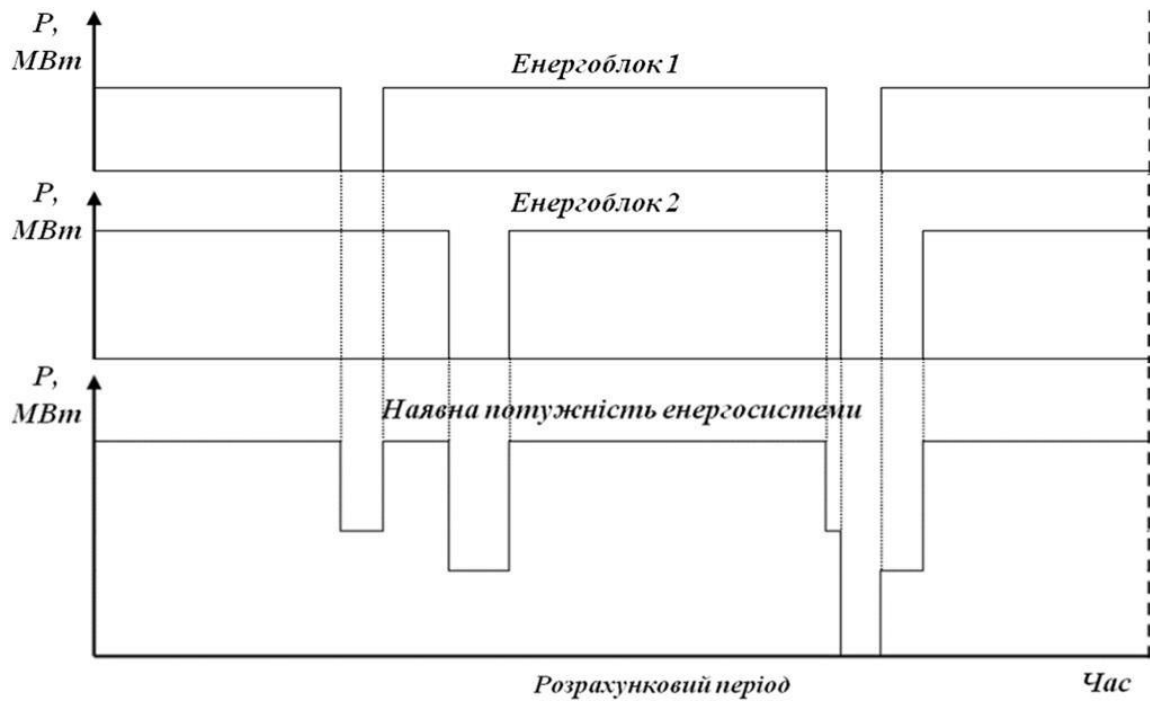 P,
МВт
Енергоблок 1
P,
МВт
Енергоблок 2
P,
МВт
Наявна потужність енергосистеми
Розрахунковий період
Час